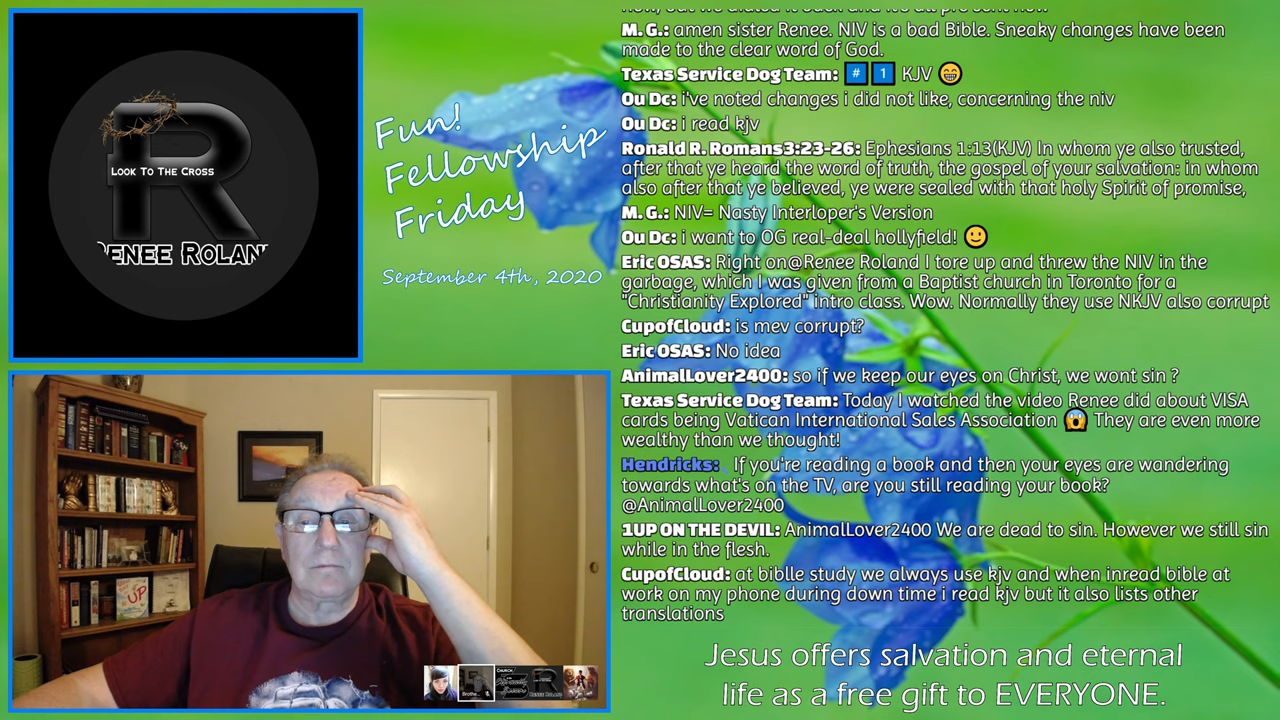 LOOK TO THE CROSS
RENEE ROLAN
Fun!
Fellowship
Friday
September 4th, 2020
M. G.: amen sister Renee. NIV is a bad Bible. Sneaky changes have been
made to the clear word of God.
Texas Service Dog Team: #️⃣ 1️⃣ KJV 😁
Ou Dc: i've noted changes i did not like, concerning the niv
Ou Dc: i read kjv
Ronald R. Romans3:23-26: Ephesians 1:13(KJV) In whom ye also trusted,
after that ye heard the word of truth, the gospel of your salvation: in whom
also after that ye believed, ye were sealed with that holy Spirit of promise,
M. G.: NIV= Nasty Interloper's Version
Ou Dc: i want to OG real-deal hollyfield! 🙂
Eric OSAS: Right on@Renee Roland I tore up and threw the NIV in the
garbage, which I was given from a Baptist church in Toronto for a
"Christianity Explored" intro class. Wow. Normally they use NKJV also corrupt
CupofCloud: is mev corrupt?
Eric OSAS: No idea
AnimalLover2400: so if we keep our eyes on Christ, we wont sin ?
Texas Service Dog Team: Today I watched the video Renee did about VISA
cards being Vatican International Sales Association 😱 They are even more
wealthy than we thought!
Hendricks: If you're reading a book and then your eyes are wandering
towards what's on the TV, are you still reading your book?
@AnimalLover2400
1UP ON THE DEVIL: AnimalLover2400 We are dead to sin. However we still sin
while in the flesh.
CupofCloud: at biblle study we always use kjv and when inread bible at
work on my phone during down time i read kjv but it also lists other
translations
Jesus offers salvation and eternal
life as a free gift to EVERYONE.
UP
Brothe...